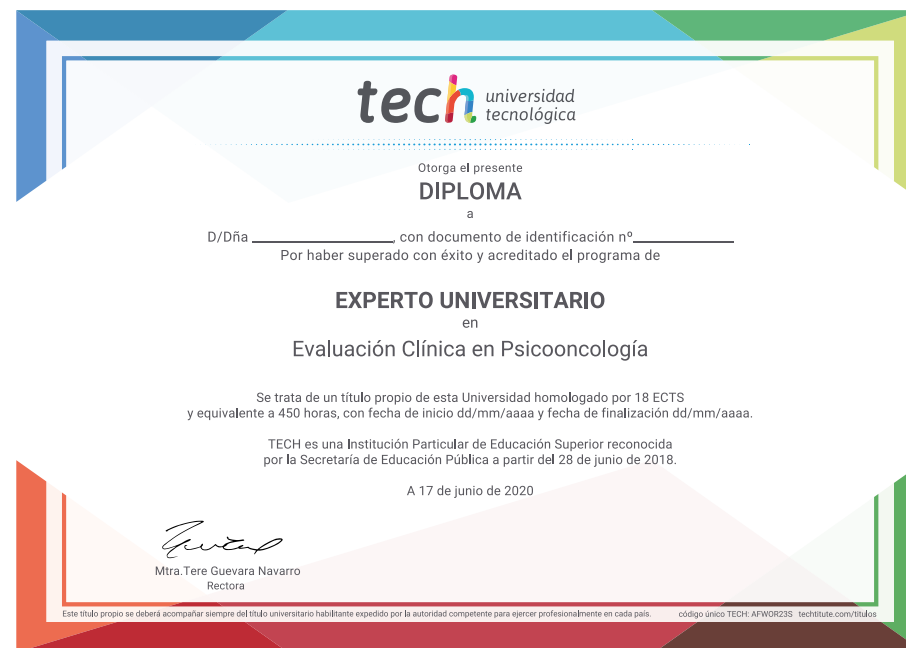 tech universidad
tecnológica
Otorga el presente
DIPLOMA
a
D/Dña ____________________, con documento de identificación nº______________
Por haber superado con éxito y acreditado el programa de
EXPERTO UNIVERSITARIO
en
Evaluación Clínica en Psicooncología
Se trata de un título propio de esta Universidad homologado por 18 ECTS
y equivalente a 450 horas, con fecha de inicio dd/mm/aaaa y fecha de finalización dd/mm/aaaa.
TECH es una Institución Particular de Educación Superior reconocida
por la Secretaría de Educación Pública a partir del 28 de junio de 2018.
A 17 de junio de 2020
Mtra.Tere Guevara Navarro
Rectora
Este título propio se deberá acompañar siempre del título universitario habilitante expedido por la autoridad competente para ejercer profesionalmente en cada país. código único TECH: AFWOR23S techtitute.com/titulos